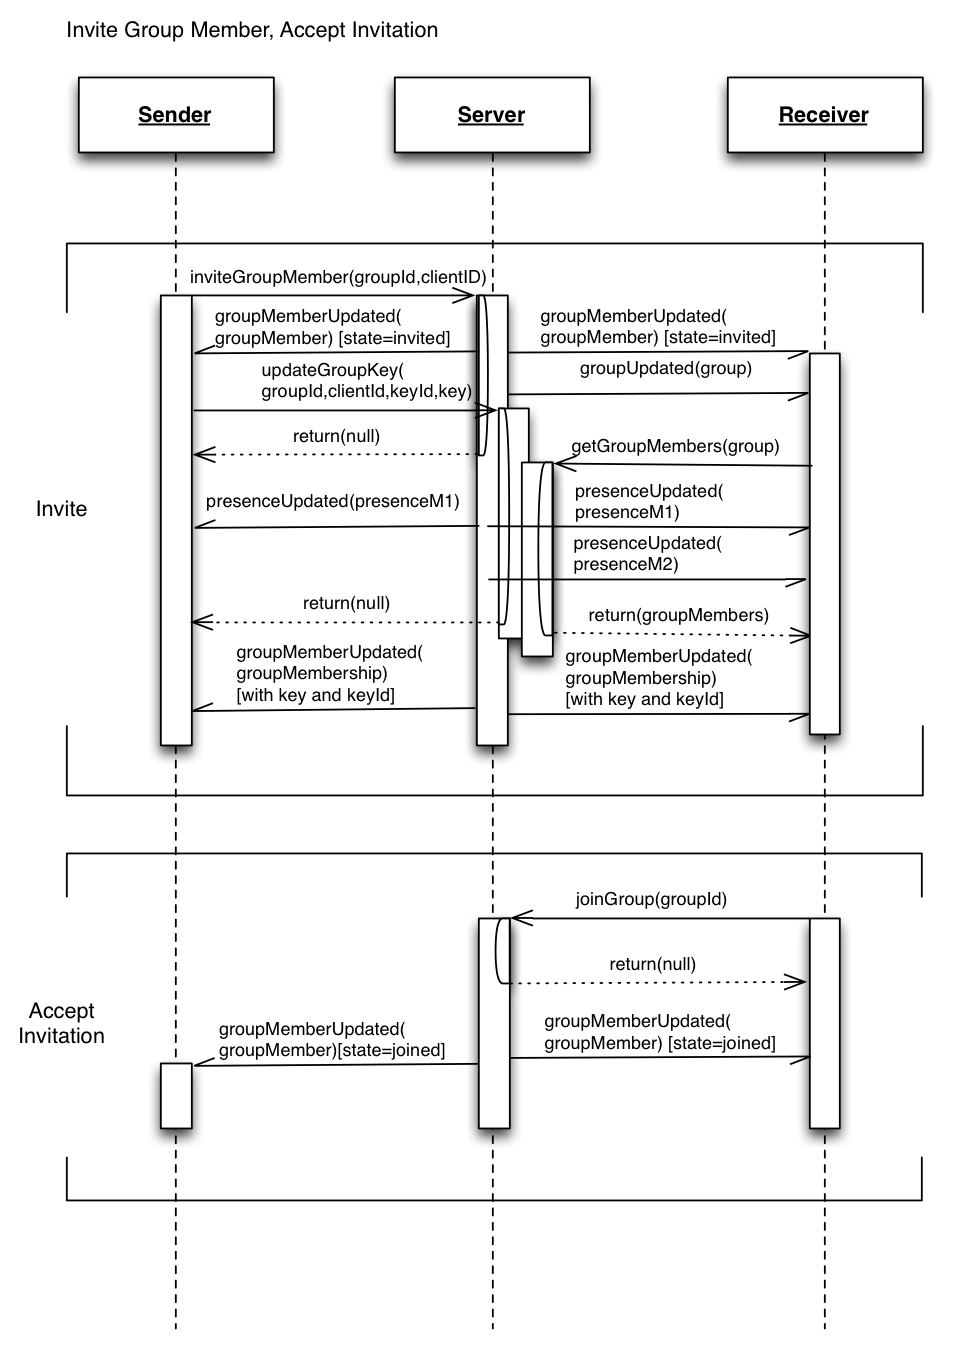 Invite Group Member, Accept Invitation
Sender
Server
Receiver
inviteGroupMember(groupId,clientID)
groupMemberUpdated(
groupMember) [state=invited]
groupMemberUpdated(
groupMember) [state=invited]
updateGroupKey(
groupId,clientId,keyId,key)
groupUpdated(group)
return(null)
getGroupMembers(group)
Invite
presenceUpdated(presenceM1)
presenceUpdated(
presenceM1)
presenceUpdated(
presenceM2)
return(null)
return(groupMembers)
groupMemberUpdated(
groupMembership)
[with key and keyId]
groupMemberUpdated(
groupMembership)
[with key and keyId]
joinGroup(groupId)
return(null)
Accept
Invitation
groupMemberUpdated(
groupMember)[state=joined]
groupMemberUpdated(
groupMember) [state=joined]